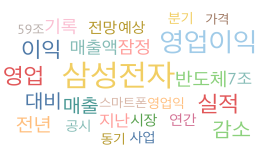 분기 가격
59조 기록 전망 예상
이익 매출액 잠정 영업이익
영업 삼성전자 반도체 7조
대비 매출 스마트폰 영업익 실적
전년 공시 지난 시장 연간 감소
동기 사업